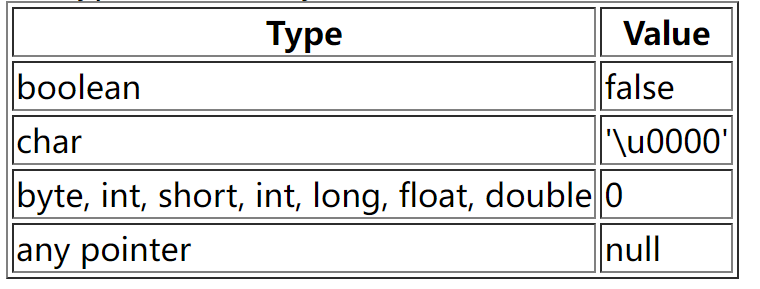 Type Value
boolean false
char '\u0000'
byte, int, short, int, long, float, double 0
any pointer null